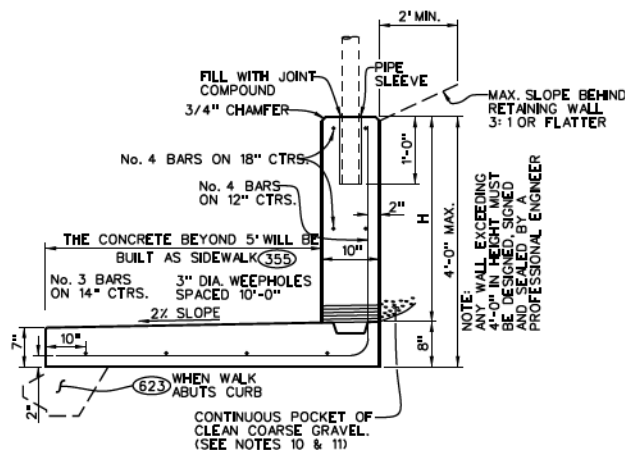 2' MIN.
FILL WITH JOINT
COMPOUND
PIPE
SLEEVE
3/4" CHAMFER
MAX. SLOPE BEHIND
RETAINING WALL
3: 1 OR FLATTER
No. 4 BARS ON 18" CTRS.
1'-0"
No. 4 BARS
ON 12" CTRS.
2"
H
4'-0" MAX.
NOTE:
ANY WALL EXCEEDING
4'-0" IN HEIGHT MUST
BE DESIGNED, SIGNED
AND SEALED BY A
PROFESSIONAL ENGINEER
THE CONCRETE BEYOND 5' WILL BE
BUILT AS SIDEWALK 355
10"
No. 3 BARS
ON 14" CTRS.
3" DIA. WEEPHOLES
SPACED 10'-0"
2% SLOPE
7"
10"
8"
2"
623
WHEN WALK
ABUTS CURB
CONTINUOUS POCKET OF
CLEAN COARSE GRAVEL.
(SEE NOTES 10 & 11)